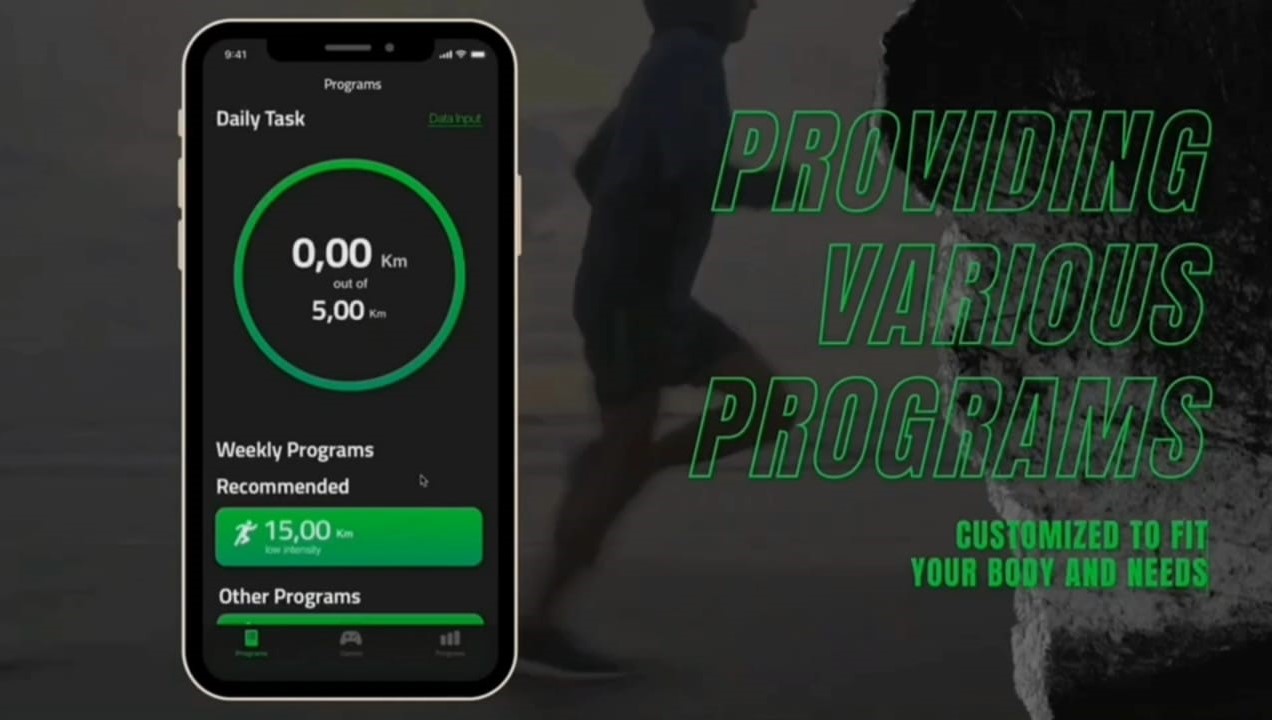 9:41
Programs
Daily Task
Data Input
0,00 Km
out of
5,00 Km
Weekly Programs
Recommended
15,00 Km
low intensity
Other Programs
Programs
Games
Progress
PROVIDING
VARIOUS
PROGRAMS
CUSTOMIZED TO FIT
YOUR BODY AND NEEDS